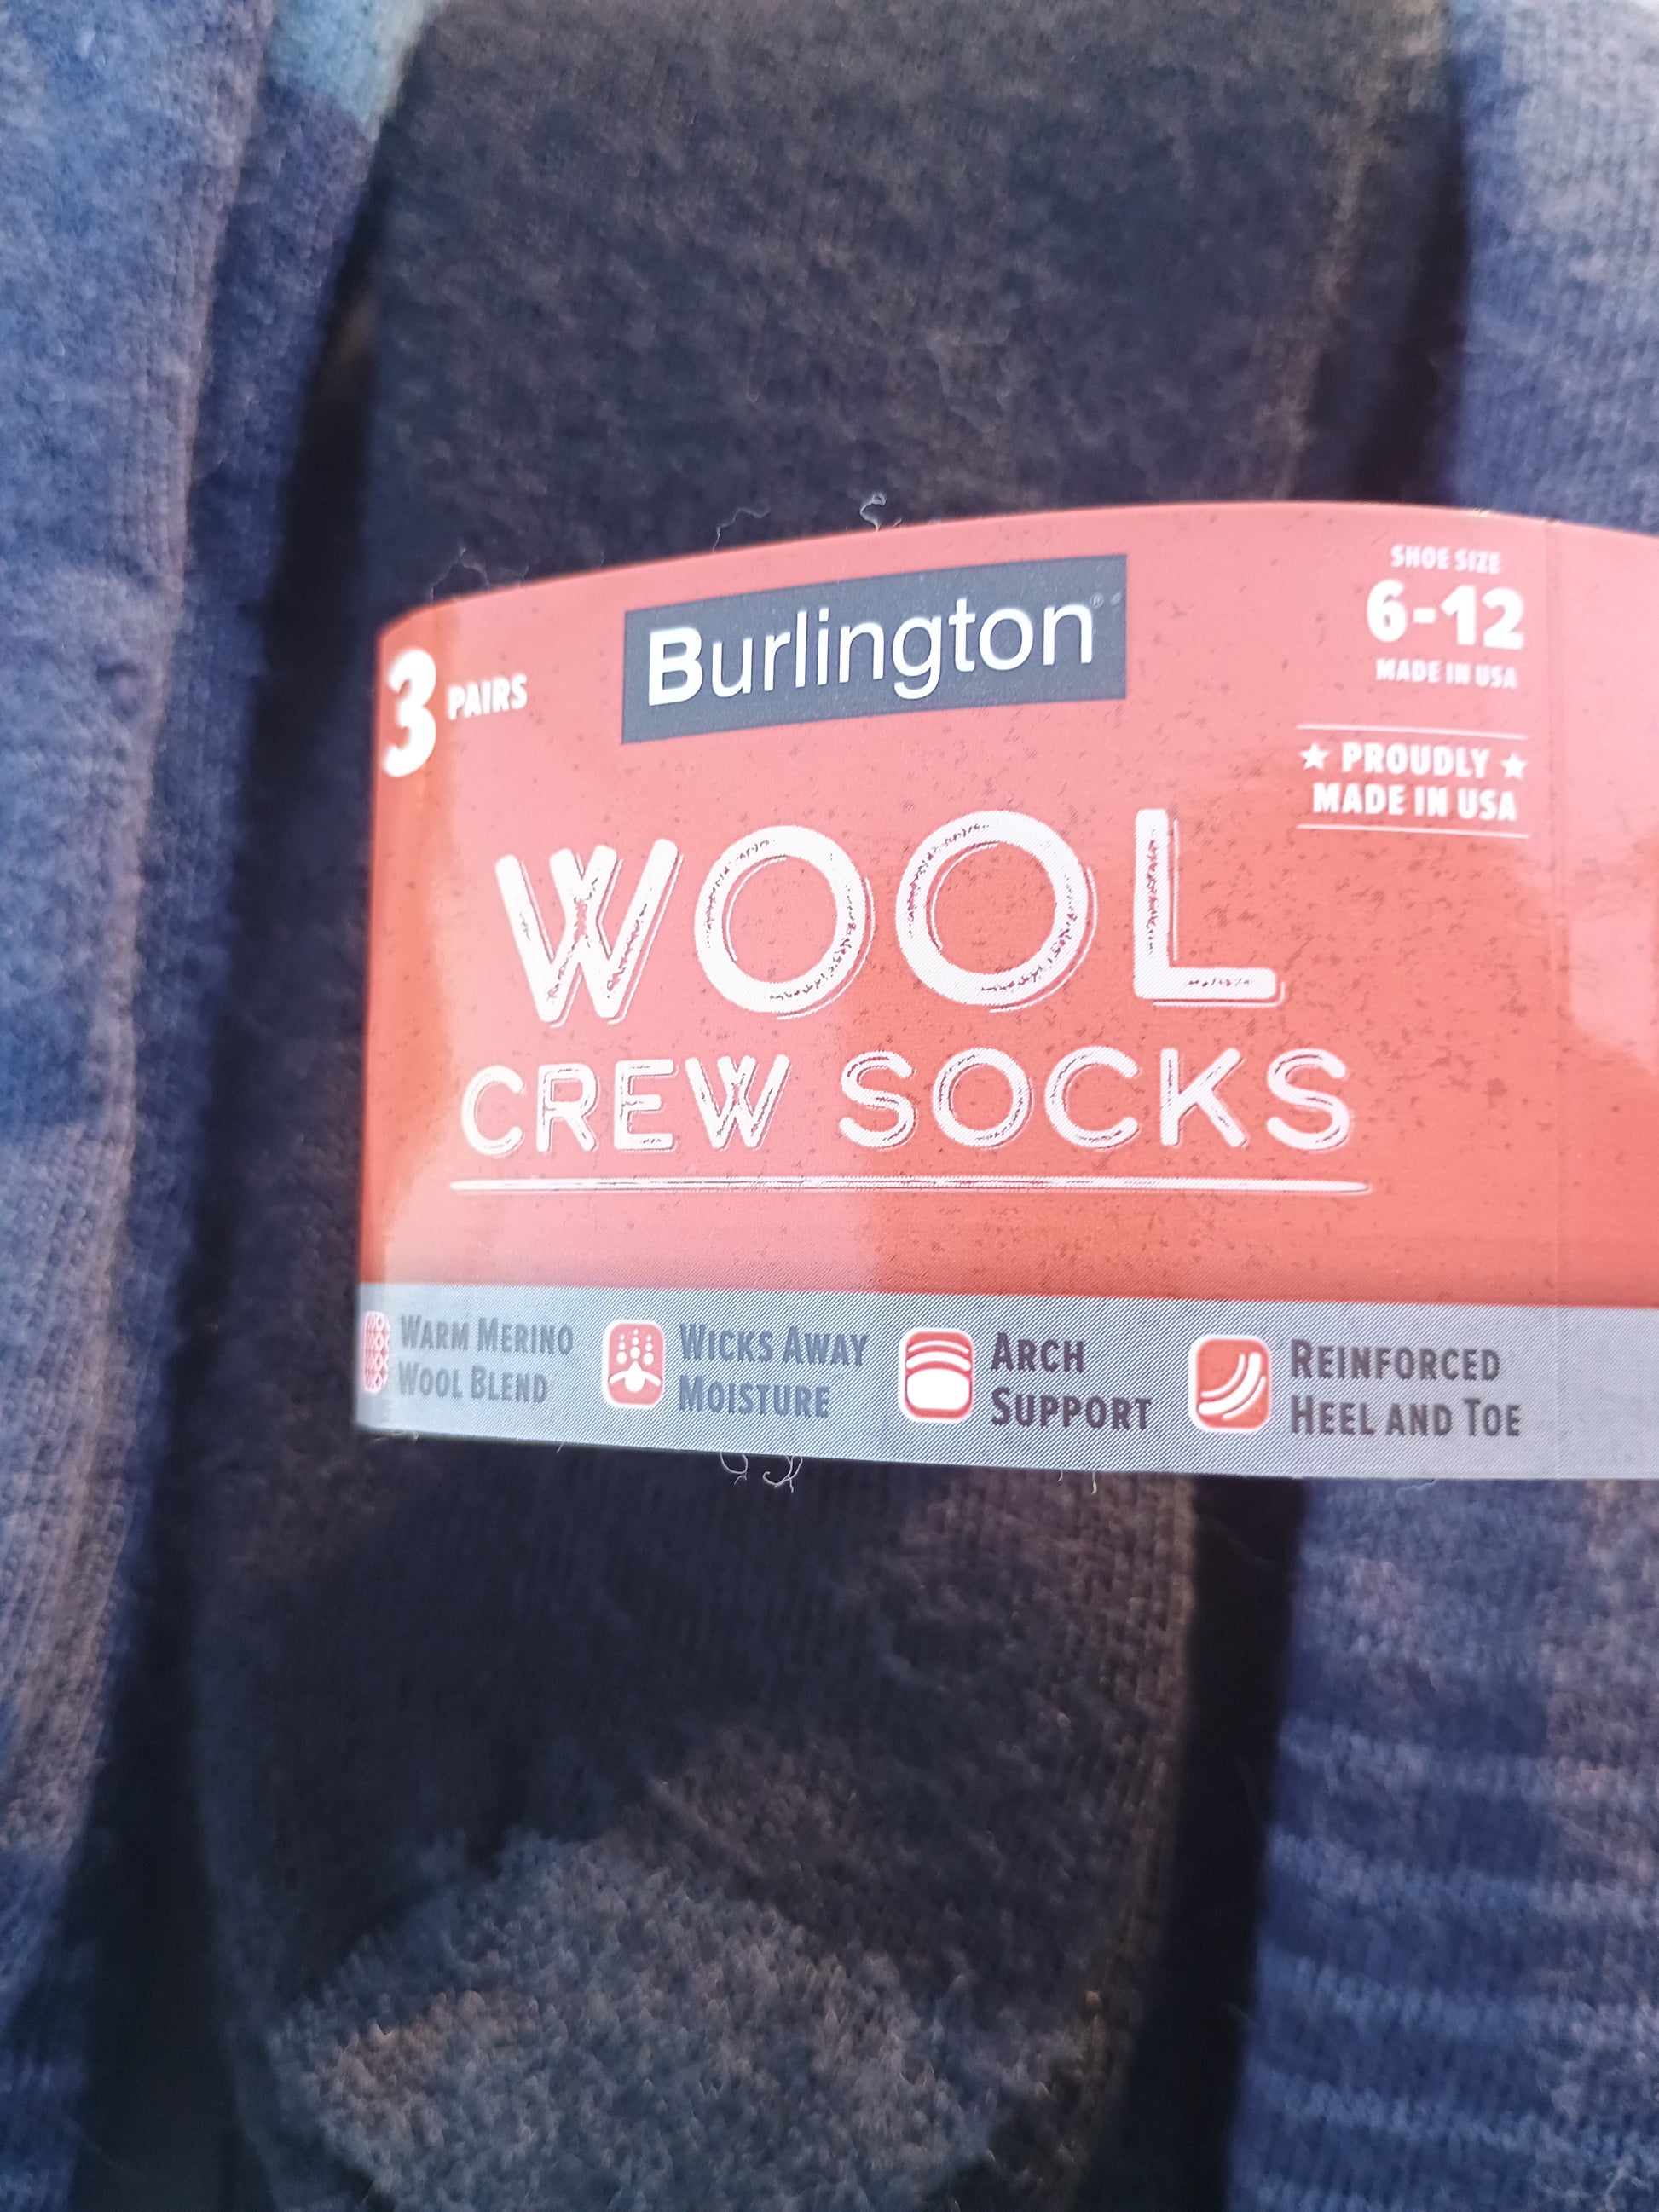 3 PAIRS
Burlington®
SHOE SIZE
6-12
MADE IN USA
★ PROUDLY ★
MADE IN USA
WOOL
CREW SOCKS
WARM MERINO
WOOL BLEND
WICKS AWAY
MOISTURE
ARCH
SUPPORT
REINFORCED
HEEL AND TOE